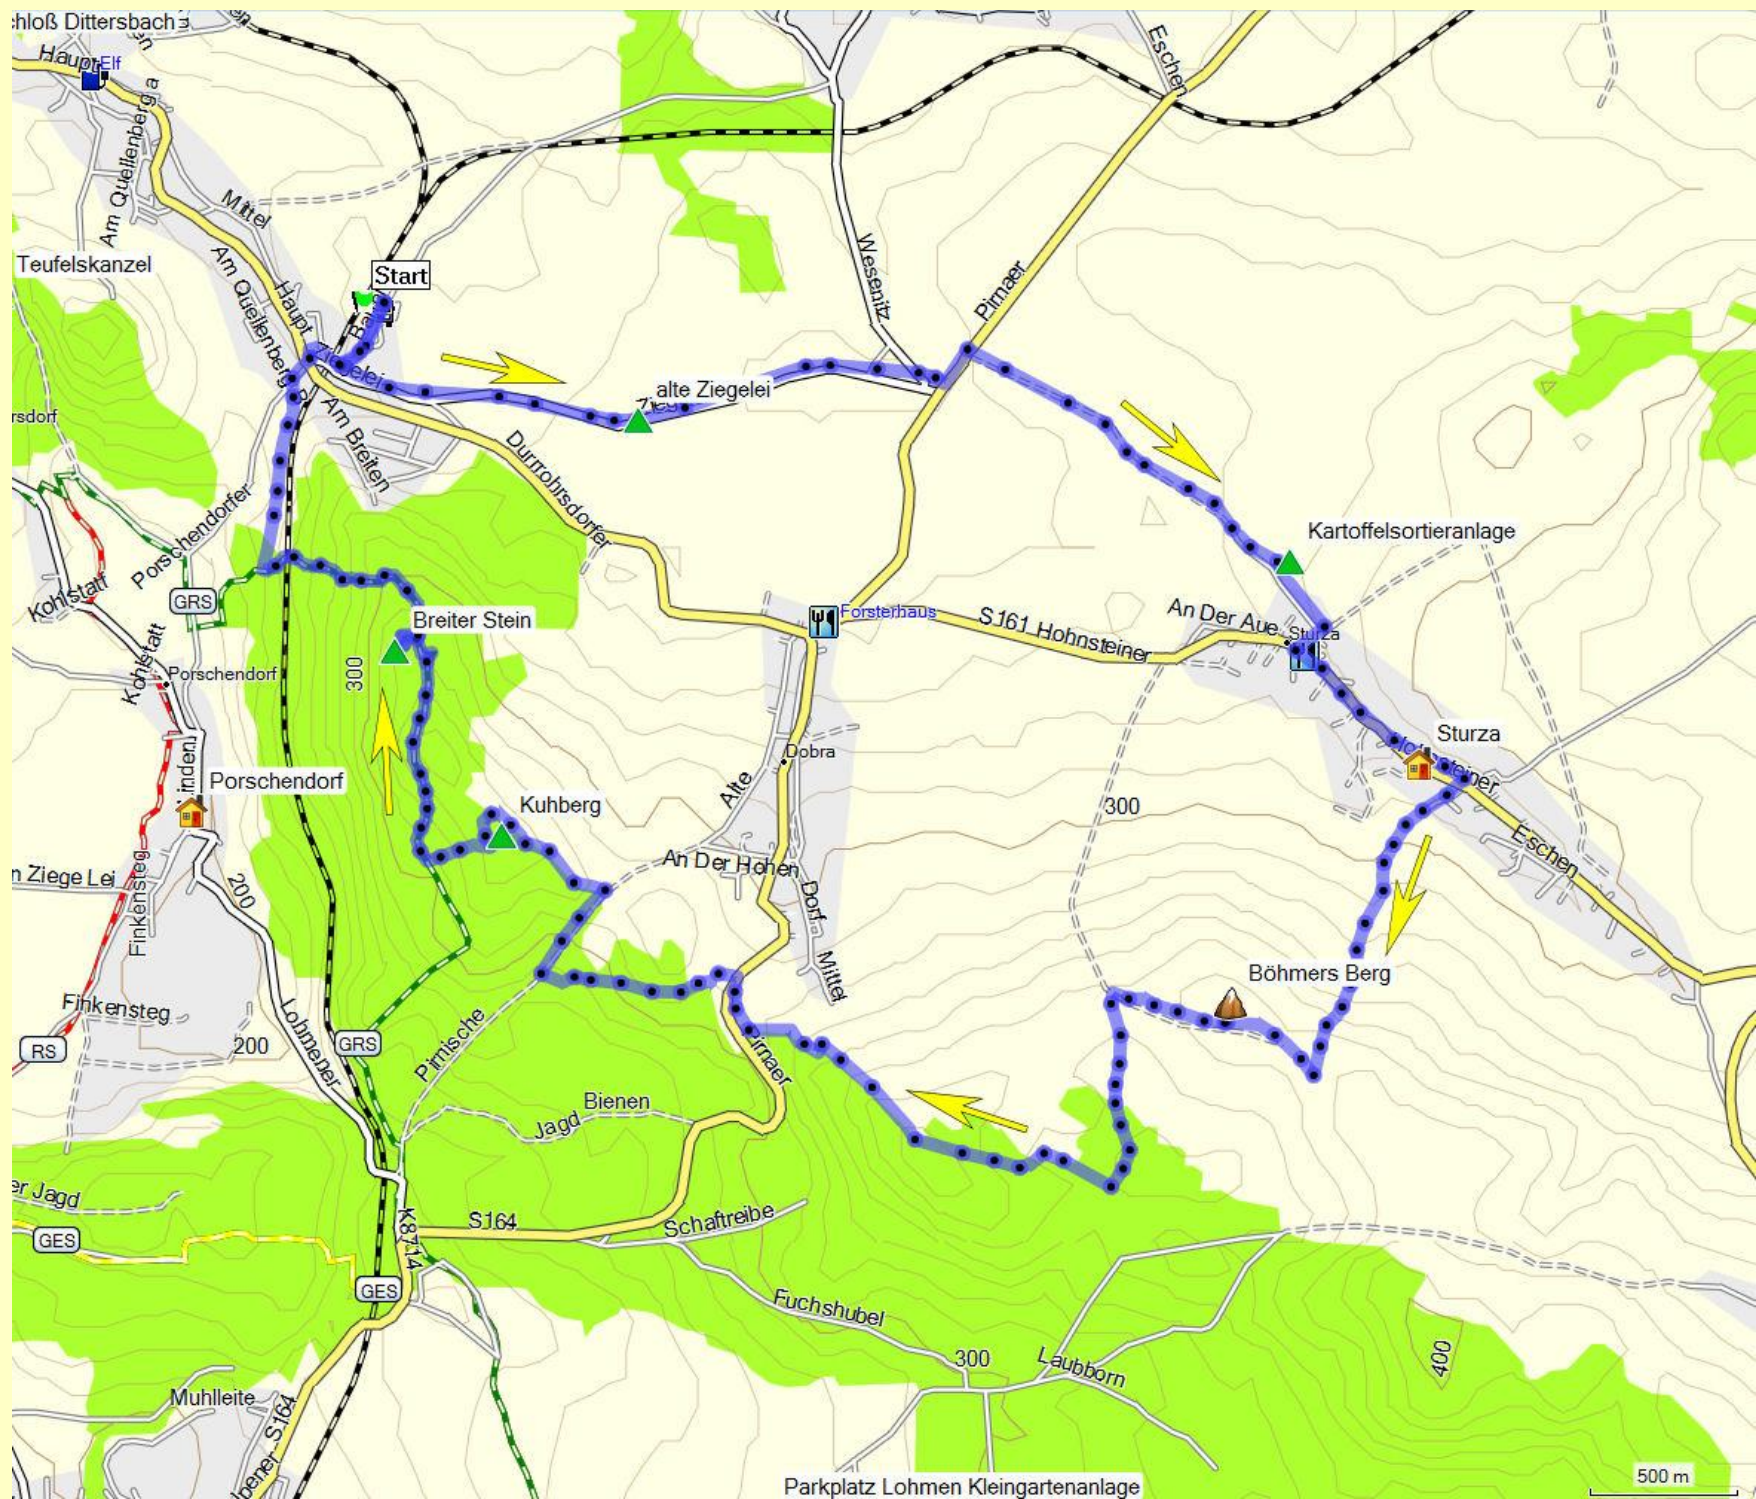 hloß Dittersbach
Haupt
Elf
Am Quellenberg a
Mittel
Teufelskanzel
Am Quellenberg
Haupt
Start
Eschen
Wesenitz
Pirnaer
Ziegelei
alte Ziegelei
rsdorf
Am Breiten
Durrrohrsdorfer
Porschendorfer
Kohlstatt
GRS
Kohlstatt
Porschendorf
Breiter Stein
300
Forsterhaus
S161 Hohnsteiner
Kartoffelsortieranlage
An Der Aue
Sturza
Sturza
Eschen
Linden
Porschendorf
Kuhberg
Dobra
Alte
An Der Hohen
Dorf
Mittel
300
n Ziege Lei
200
Finkensteg
Finkensteg
RS
200
Lohmener
GRS
Pirnische
Pirnaer
Böhmers Berg
Jagd
Bienen
er Jagd
GES
GES
K8714
S164
Schaftreibe
Fuchshubel
300
Laubborn
400
Muhlleite
S164
Parkplatz Lohmen Kleingartenanlage
500 m